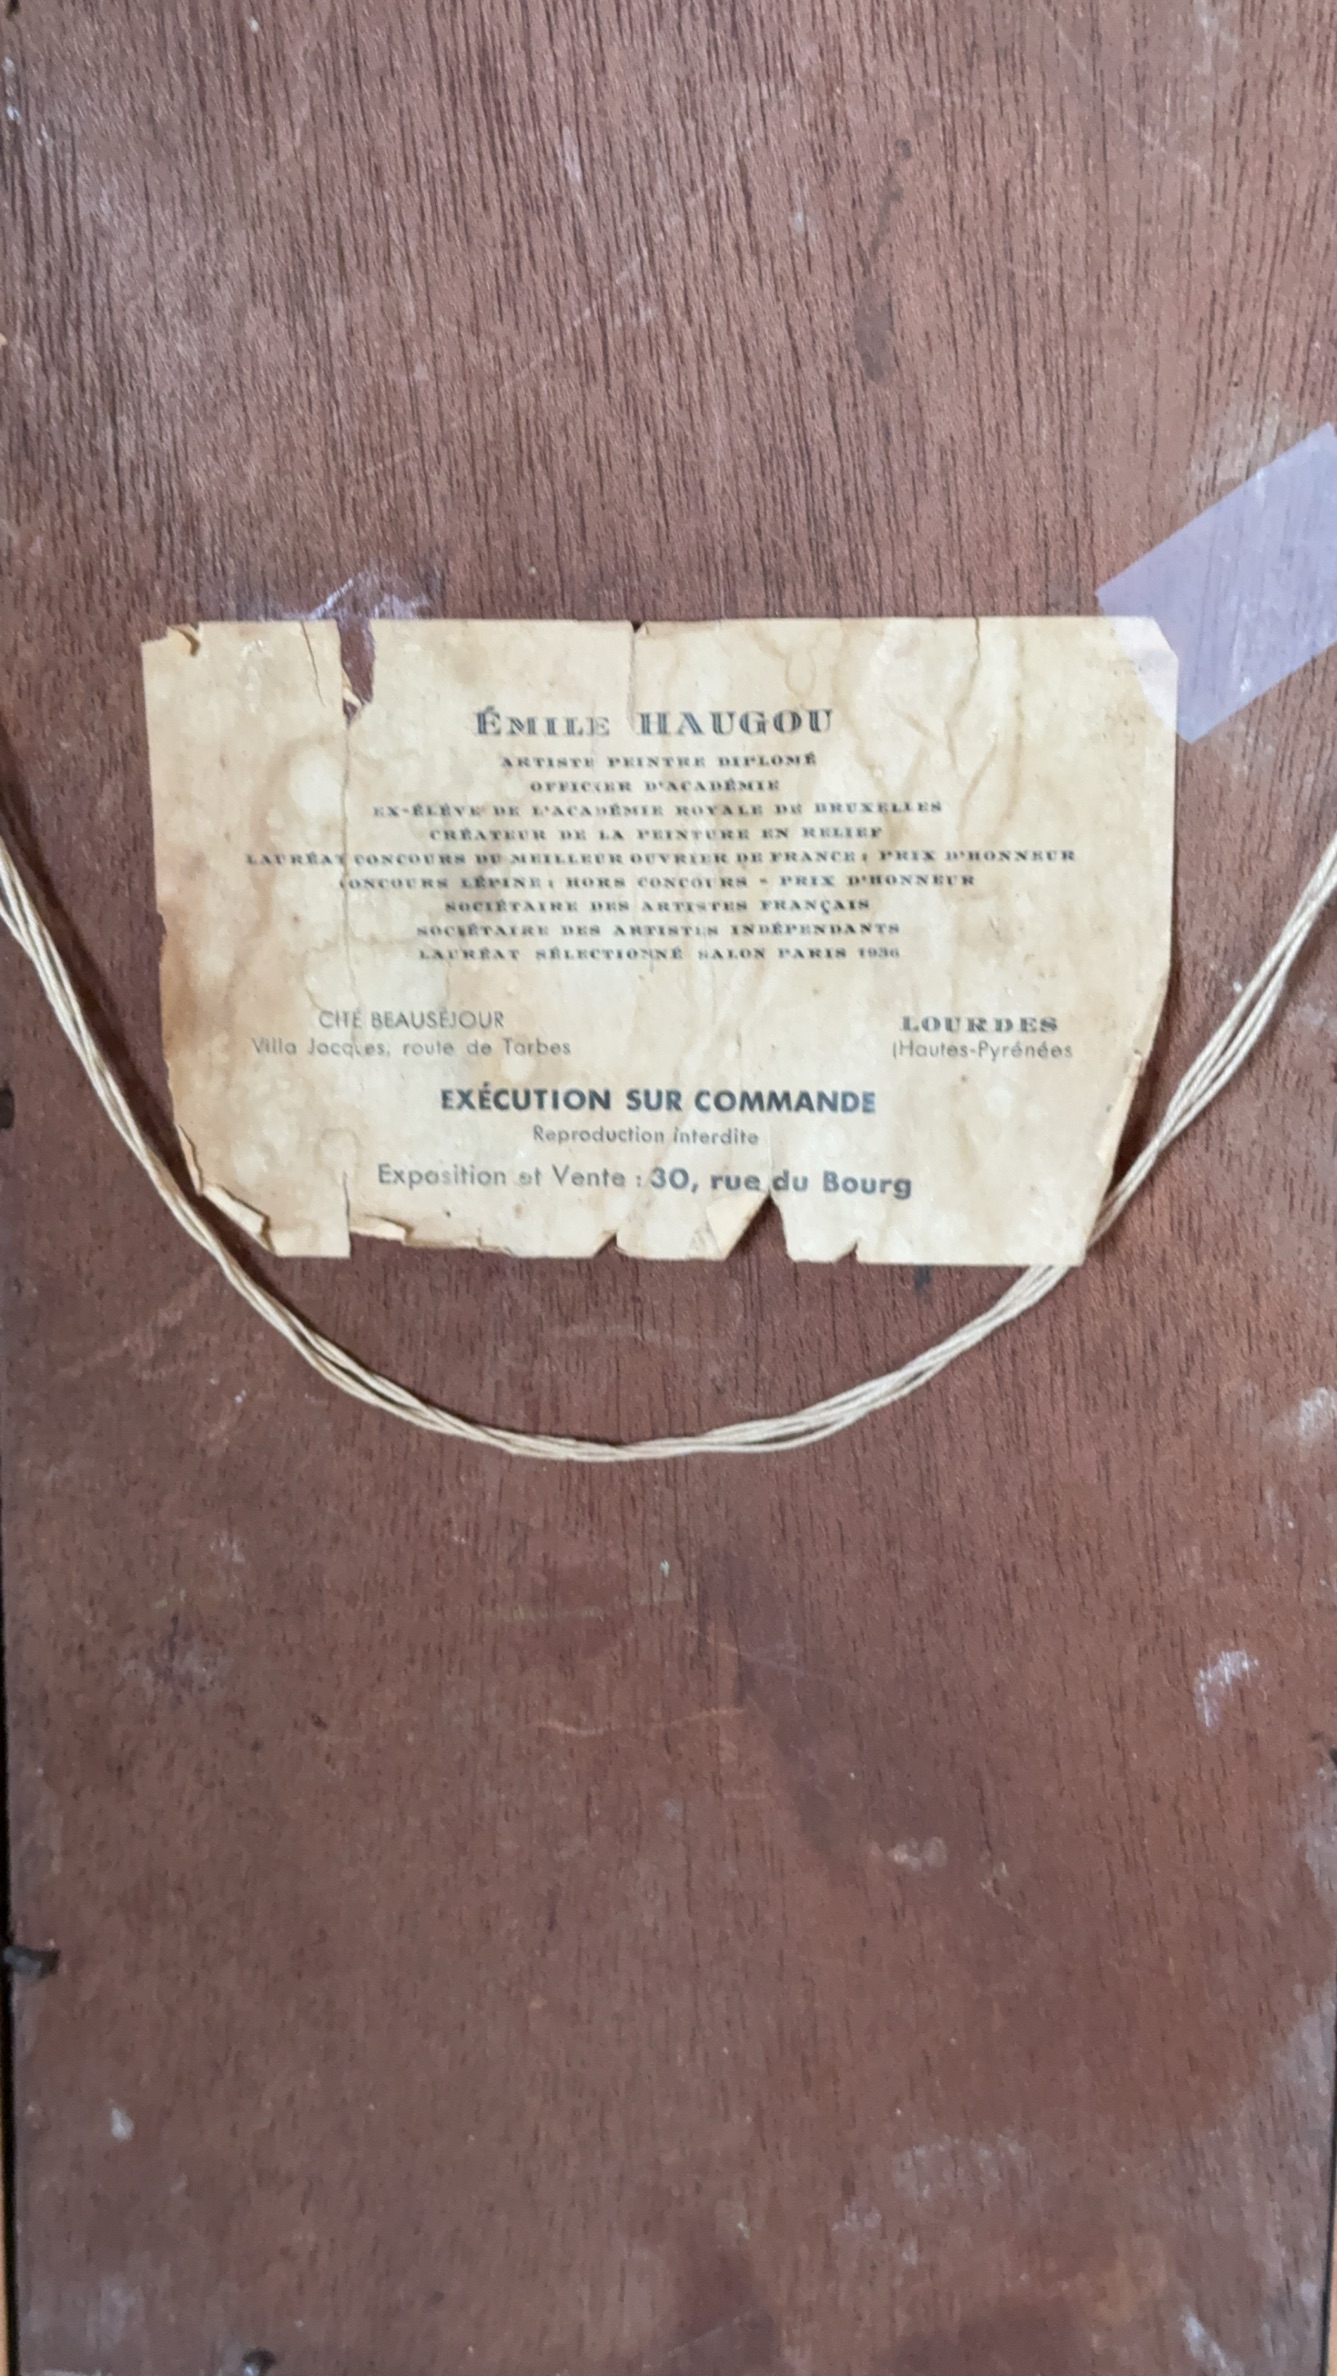 ÉMILE HAUGOU
ARTISTE PEINTRE DIPLOMÉ
OFFICIER D'ACADÉMIE
EX-ÉLÈVE DE L'ACADÉMIE ROYALE DE BRUXELLES
CRÉATEUR DE LA PEINTURE EN RELIEF
LAURÉAT CONCOURS DU MEILLEUR OUVRIER DE FRANCE : PRIX D'HONNEUR
CONCOURS LÉPINE : HORS CONCOURS - PRIX D'HONNEUR
SOCIÉTAIRE DES ARTISTES FRANÇAIS
SOCIÉTAIRE DES ARTISTES INDÉPENDANTS
LAURÉAT SÉLECTIONNÉ SALON PARIS 1936
CITÉ BEAUSÉJOUR
Villa Jacques, route de Tarbes
LOURDES
(Hautes-Pyrénées
EXÉCUTION SUR COMMANDE
Reproduction interdite
Exposition et Vente : 30, rue du Bourg